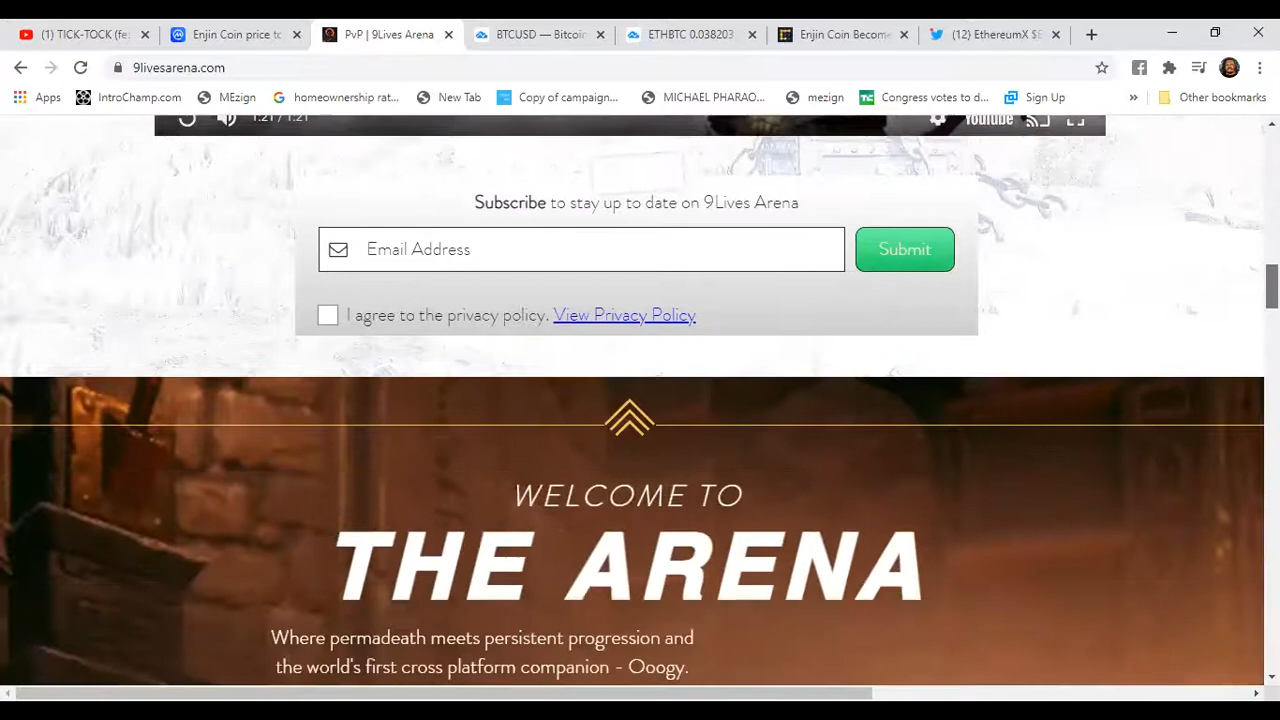 (1) TICK-TOCK (fe
Enjin Coin price to
PvP | 9Lives Arena
BTCUSD — Bitcoin
ETHBTC 0.038203
Enjin Coin Become
(12) EthereumX $E
9livesarena.com
Apps
IntroChamp.com
MEzign
homeownership rat...
New Tab
Copy of campaign...
MICHAEL PHARAO...
mezign
TC
Congress votes to d...
Sign Up
Other bookmarks
1:21 / 1:21
YouTube
Subscribe to stay up to date on 9Lives Arena
Email Address
Submit
I agree to the privacy policy. View Privacy Policy
WELCOME TO
THE ARENA
Where permadeath meets persistent progression and
the world's first cross platform companion - Ooogy.